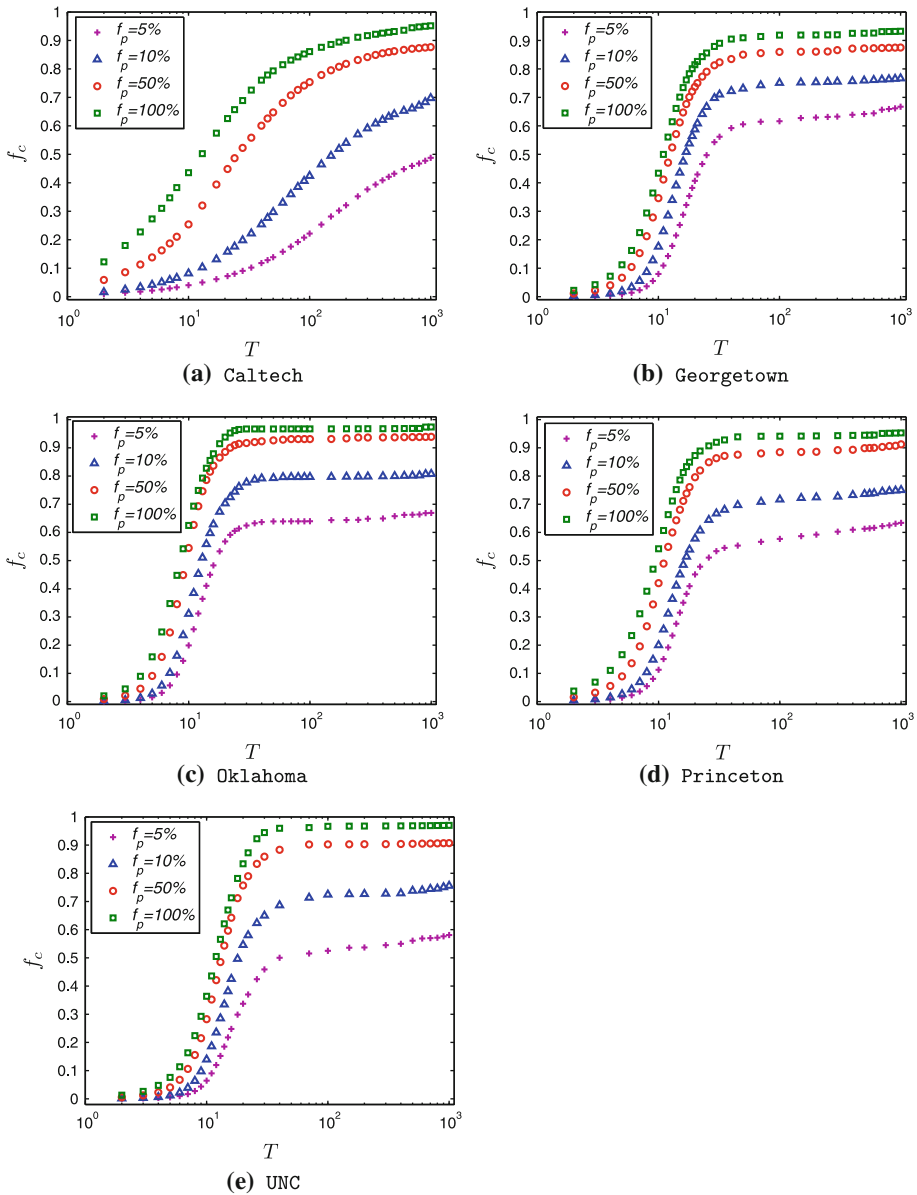 1
0.9
0.8
0.7
0.6
0.5
0.4
0.3
0.2
0.1
0
f_c
f_p=5%
f_p=10%
f_p=50%
f_p=100%
10^0 10^1 10^2 10^3
T
(a) Caltech
1
0.9
0.8
0.7
0.6
0.5
0.4
0.3
0.2
0.1
0
f_c
f_p=5%
f_p=10%
f_p=50%
f_p=100%
10^0 10^1 10^2 10^3
T
(b) Georgetown
1
0.9
0.8
0.7
0.6
0.5
0.4
0.3
0.2
0.1
0
f_c
f_p=5%
f_p=10%
f_p=50%
f_p=100%
10^0 10^1 10^2 10^3
T
(c) Oklahoma
1
0.9
0.8
0.7
0.6
0.5
0.4
0.3
0.2
0.1
0
f_c
f_p=5%
f_p=10%
f_p=50%
f_p=100%
10^0 10^1 10^2 10^3
T
(d) Princeton
1
0.9
0.8
0.7
0.6
0.5
0.4
0.3
0.2
0.1
0
f_c
f_p=5%
f_p=10%
f_p=50%
f_p=100%
10^0 10^1 10^2 10^3
T
(e) UNC